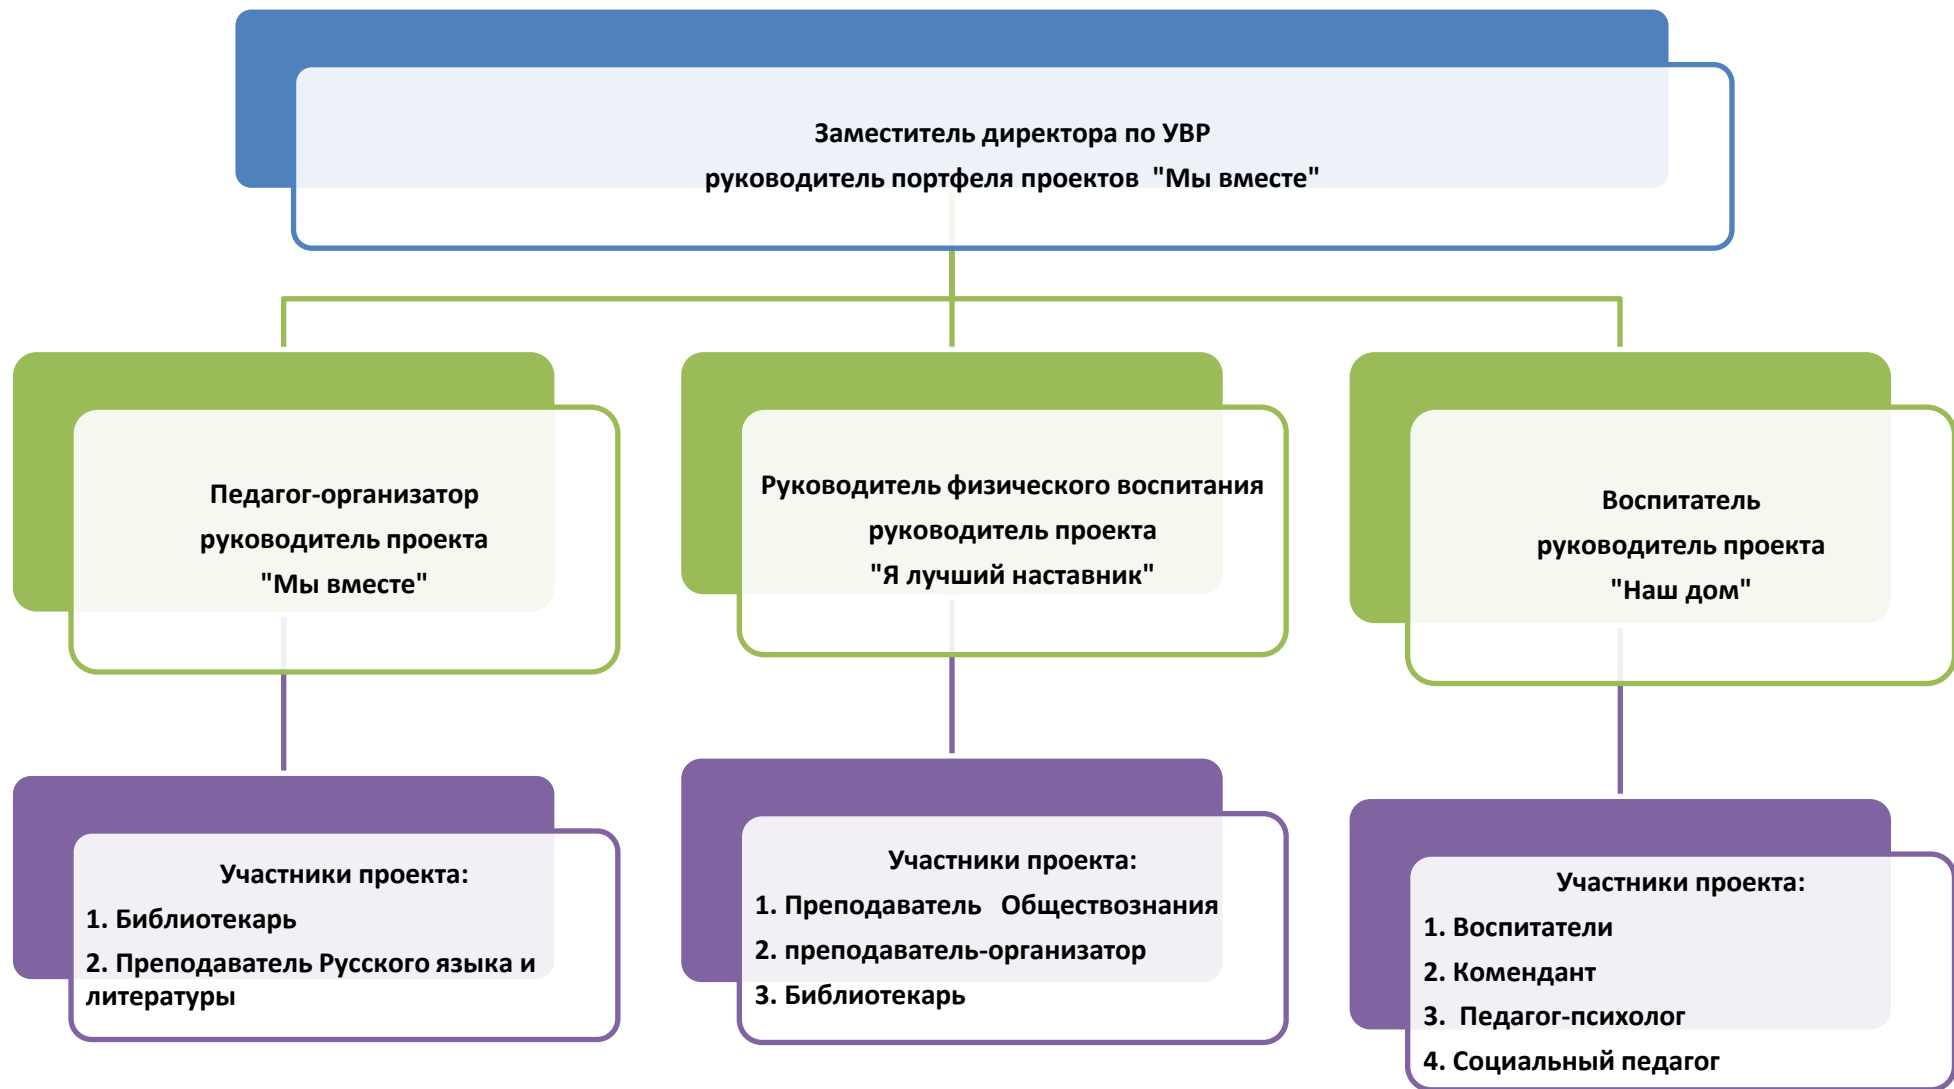 Заместитель директора по УВР
руководитель портфеля проектов "Мы вместе"
Педагог-организатор
руководитель проекта
"Мы вместе"
Руководитель физического воспитания
руководитель проекта
"Я лучший наставник"
Воспитатель
руководитель проекта
"Наш дом"
Участники проекта:
1. Библиотекарь
2. Преподаватель Русского языка и
литературы
Участники проекта:
1. Преподаватель Обществознания
2. преподаватель-организатор
3. Библиотекарь
Участники проекта:
1. Воспитатели
2. Комендант
3. Педагог-психолог
4. Социальный педагог